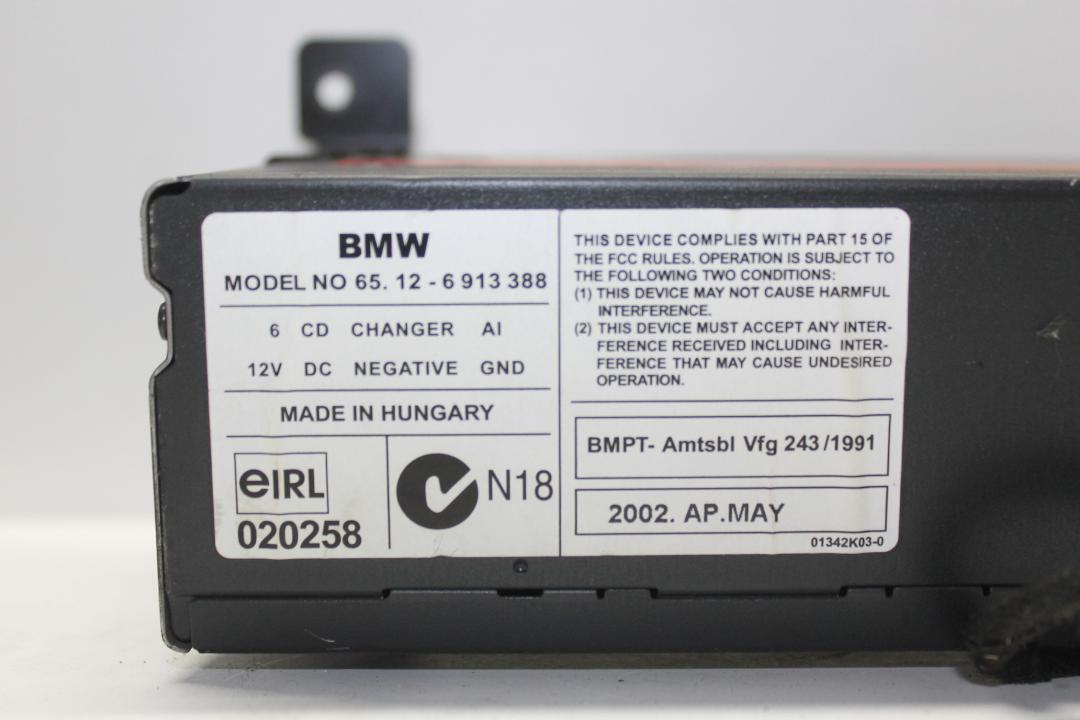 BMW
MODEL NO 65. 12 - 6 913 388
6 CD CHANGER AI
12V DC NEGATIVE GND
MADE IN HUNGARY
eIRL
020258
N18
THIS DEVICE COMPLIES WITH PART 15 OF
THE FCC RULES. OPERATION IS SUBJECT TO
THE FOLLOWING TWO CONDITIONS:
(1) THIS DEVICE MAY NOT CAUSE HARMFUL
INTERFERENCE.
(2) THIS DEVICE MUST ACCEPT ANY INTER-
FERENCE RECEIVED INCLUDING INTER-
FERENCE THAT MAY CAUSE UNDESIRED
OPERATION.
BMPT- Amtsbl Vfg 243/1991
2002. AP.MAY
01342K03-0